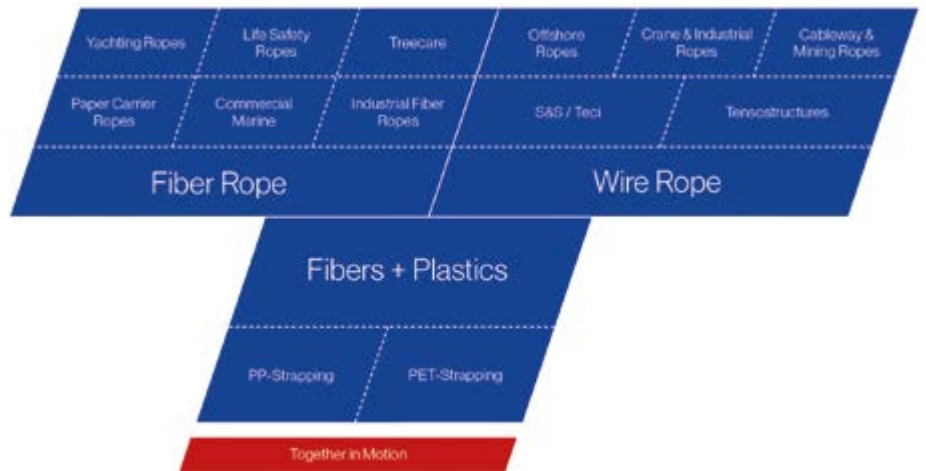 Yachting Ropes
Life Safety
Ropes
Treecare
Offshore
Ropes
Crane & Industrial
Ropes
Cableway &
Mining Ropes
Paper Carrier
Ropes
Commercial
Marine
Industrial Fiber
Ropes
S&S / Teci
Tensostructures
Fiber Rope
Wire Rope
Fibers + Plastics
PP-Strapping
PET-Strapping
Together in Motion